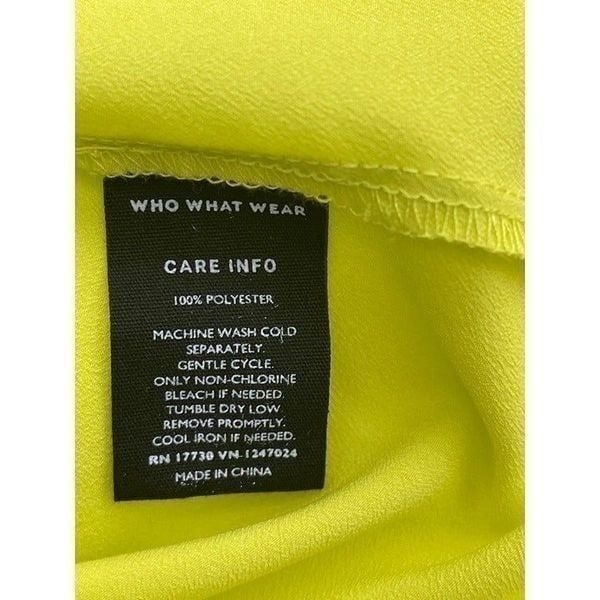 WHO WHAT WEAR
CARE INFO
100% POLYESTER
MACHINE WASH COLD
SEPARATELY.
GENTLE CYCLE.
ONLY NON-CHLORINE
BLEACH IF NEEDED.
TUMBLE DRY LOW.
REMOVE PROMPTLY.
COOL IRON IF NEEDED.
RN 17730 VN 1247024
MADE IN CHINA